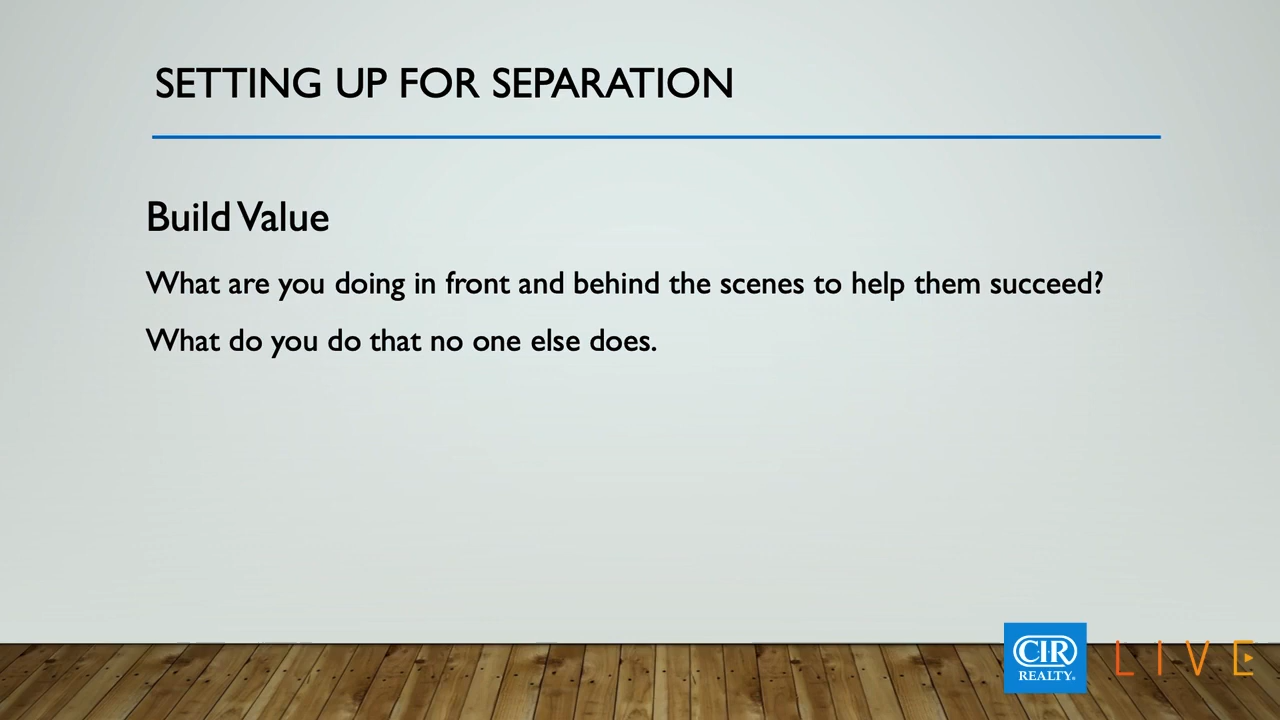 SETTING UP FOR SEPARATION
Build Value
What are you doing in front and behind the scenes to help them succeed?
What do you do that no one else does.
CIR
REALTY
LIVE